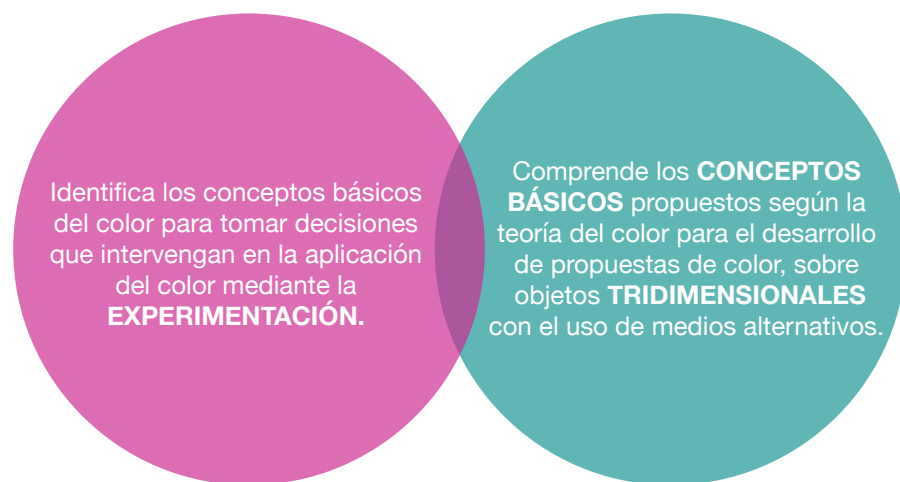 Identifica los conceptos básicos
del color para tomar decisiones
que intervengan en la aplicación
del color mediante la
EXPERIMENTACIÓN.
Comprende los CONCEPTOS
BÁSICOS propuestos según la
teoría del color para el desarrollo
de propuestas de color, sobre
objetos TRIDIMENSIONALES
con el uso de medios alternativos.